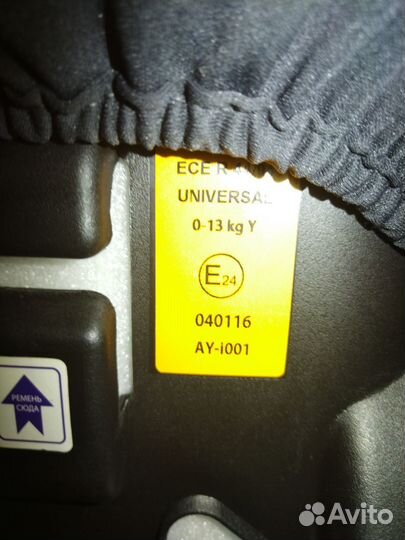 ECE R
UNIVERSAL
0-13 kg Y
E24
040116
AY-i001
РЕМЕНЬ
СЮДА
Avito